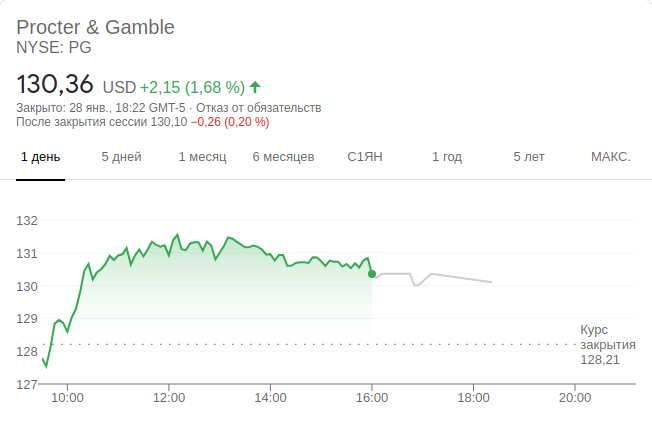 Procter & Gamble
NYSE: PG
130,36 USD +2,15 (1,68 %)
Закрыто: 28 янв., 18:22 GMT-5 · Отказ от обязательств
После закрытия сессии 130,10 −0,26 (0,20 %)
1 день 5 дней 1 месяц 6 месяцев С1ЯН 1 год 5 лет МАКС.
132
131
130
129
128
127
Курс
закрытия
128,21
10:00 12:00 14:00 16:00 18:00 20:00